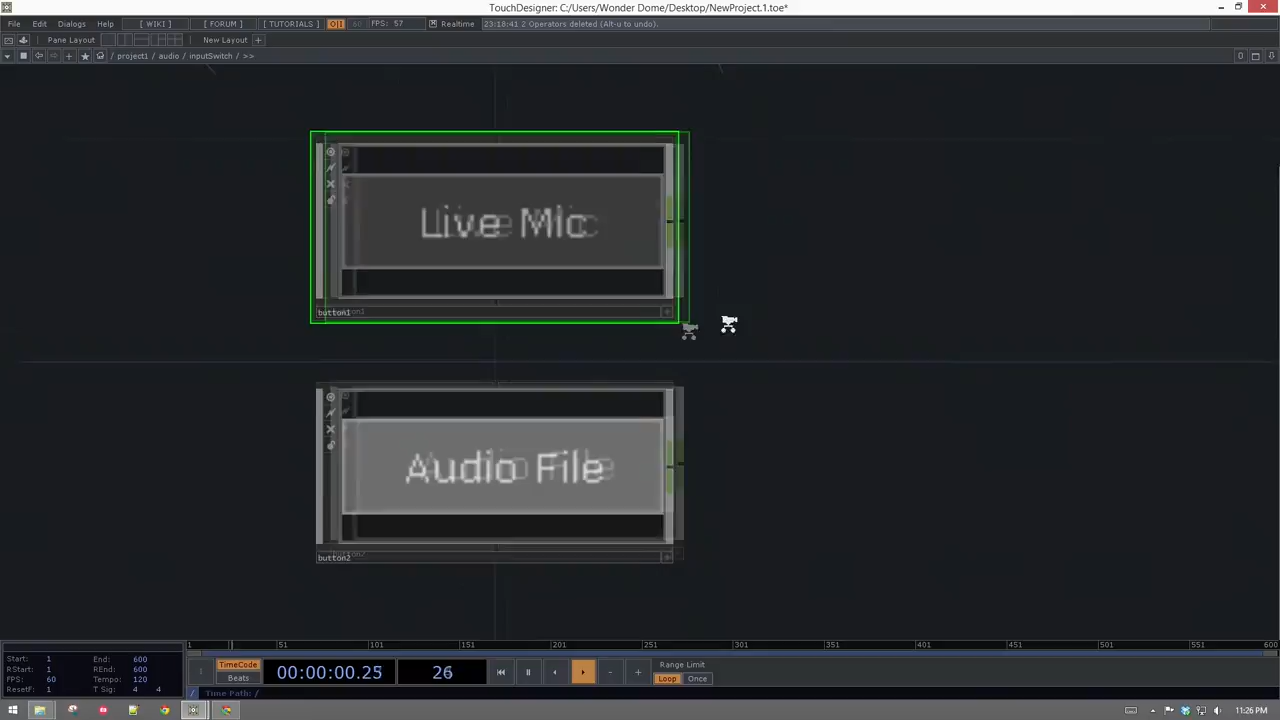 TouchDesigner: C:/Users/Wonder Dome/Desktop/NewProject.1.toe*
File Edit Dialogs Help [ WIKI ] [ FORUM ] [ TUTORIALS ] O|I 60 FPS: 57 Realtime 23:18:41 2 Operators deleted (Alt-u to undo).
Pane Layout New Layout +
/ project1 / audio / inputSwitch / >> 0
Live Mic
button1
Audio File
button2
1 51 101 151 201 251 301 351 401 451 501 551 600
Start: 1 End: 600
RStart: 1 REnd: 600
FPS: 60 Tempo: 120
ResetF: 1 T Sig: 4 4
TimeCode
Beats
00:00:00.25 26
Range Limit
Loop Once
/ Time Path: /
11:26 PM